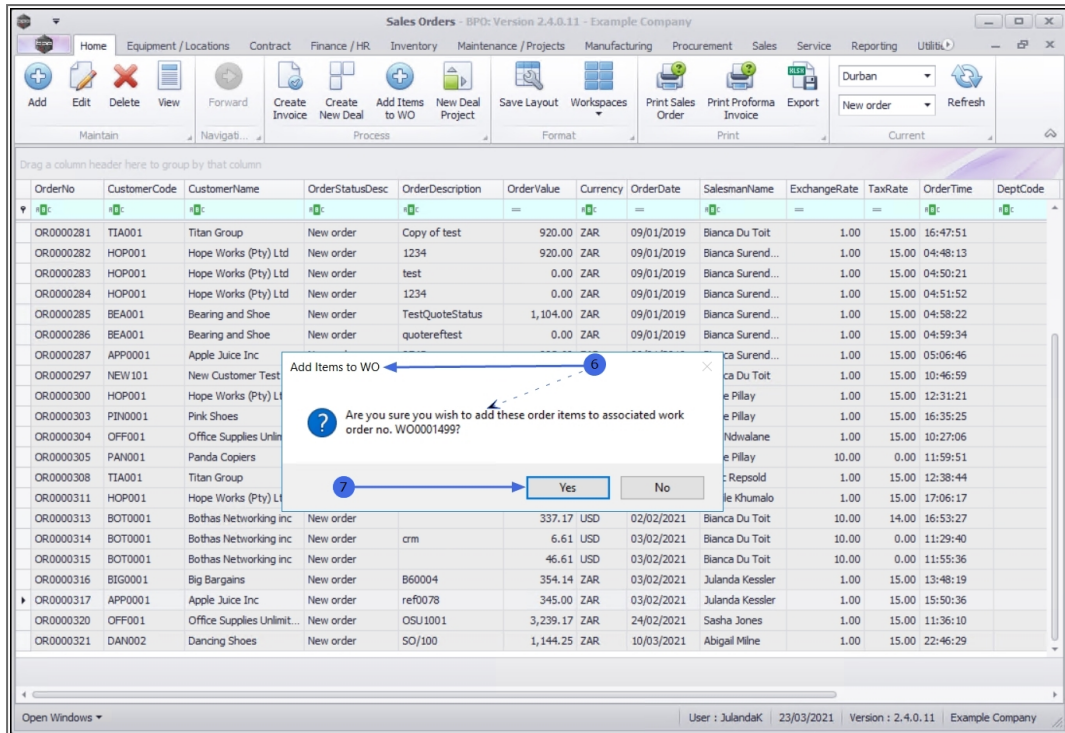 Sales Orders - BPO: Version 2.4.0.11 - Example Company
Home Equipment / Locations Contract Finance / HR Inventory Maintenance / Projects Manufacturing Procurement Sales Service Reporting
Add Edit Delete View Forward Create Invoice Create New Deal Add Items to WO New Deal Project Save Layout Workspaces Print Sales Order Print Proforma Invoice Export Durban New order Refresh
Maintain Navigati... Process Format Print Current
Drag a column header here to group by that column
OrderNo CustomerCode CustomerName OrderStatusDesc OrderDescription OrderValue Currency OrderDate SalesmanName ExchangeRate TaxRate OrderTime DeptCode
OR0000281 TIA001 Titan Group New order Copy of test 920.00 ZAR 09/01/2019 Bianca Du Toit 1.00 15.00 16:47:51
OR0000282 HOP001 Hope Works (Pty) Ltd New order 1234 920.00 ZAR 09/01/2019 Bianca Surend... 1.00 15.00 04:48:13
OR0000283 HOP001 Hope Works (Pty) Ltd New order test 0.00 ZAR 09/01/2019 Bianca Surend... 1.00 15.00 04:50:21
OR0000284 HOP001 Hope Works (Pty) Ltd New order 1234 0.00 ZAR 09/01/2019 Bianca Surend... 1.00 15.00 04:51:52
OR0000285 BEA001 Bearing and Shoe New order TestQuoteStatus 1,104.00 ZAR 09/01/2019 Bianca Surend... 1.00 15.00 04:58:22
OR0000286 BEA001 Bearing and Shoe New order quotereftest 0.00 ZAR 09/01/2019 Bianca Surend... 1.00 15.00 04:59:34
OR0000287 APP0001 Apple Juice Inc 1.00 15.00 05:06:46
OR0000297 NEW101 New Customer Test Du Toit 1.00 15.00 10:46:59
OR0000300 HOP001 Hope Works (Pty) Pillay 1.00 15.00 12:31:21
OR0000303 PIN0001 Pink Shoes Pillay 1.00 15.00 16:35:25
OR0000304 OFF001 Office Supplies Ndwalane 1.00 15.00 10:27:06
OR0000305 PAN001 Panda Copiers Pillay 10.00 0.00 11:59:51
OR0000308 TIA001 Titan Group Repsold 1.00 15.00 12:38:44
OR0000311 HOP001 Hope Works (Pty) Khumalo 1.00 15.00 17:06:17
Add Items to WO 6
Are you sure you wish to add these order items to associated work
order no. WO0001499?
7 Yes No
OR0000313 BOT0001 Bothas Networking inc New order 337.17 USD 02/02/2021 Bianca Du Toit 10.00 14.00 16:53:27
OR0000314 BOT0001 Bothas Networking inc New order crm 6.61 USD 03/02/2021 Bianca Du Toit 10.00 0.00 11:29:40
OR0000315 BOT0001 Bothas Networking inc New order 46.61 USD 03/02/2021 Bianca Du Toit 10.00 0.00 11:55:36
OR0000316 BIG0001 Big Bargains New order B60004 354.14 ZAR 03/02/2021 Julanda Kessler 1.00 15.00 13:48:19
OR0000317 APP0001 Apple Juice Inc New order ref0078 345.00 ZAR 03/02/2021 Julanda Kessler 1.00 15.00 15:50:36
OR0000320 OFF001 Office Supplies Unlimit... New order OSU1001 3,239.17 ZAR 24/02/2021 Sasha Jones 1.00 15.00 11:36:10
OR0000321 DAN002 Dancing Shoes New order SO/100 1,144.25 ZAR 10/03/2021 Abigail Milne 1.00 15.00 22:46:29
Open Windows User : JulandaK 23/03/2021 Version : 2.4.0.11 Example Company